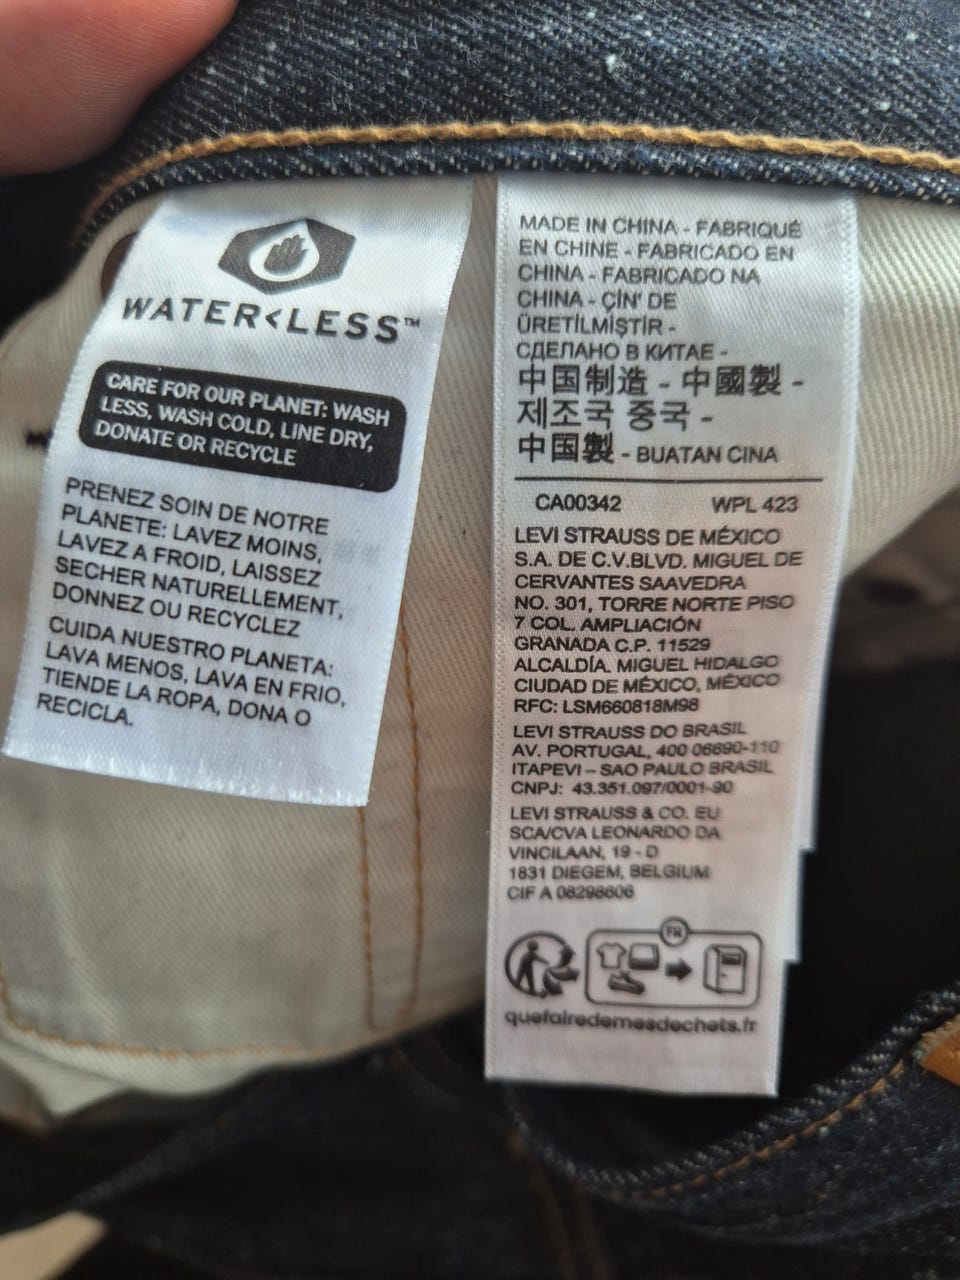 WATER<LESS™
CARE FOR OUR PLANET: WASH
LESS, WASH COLD, LINE DRY,
DONATE OR RECYCLE
PRENEZ SOIN DE NOTRE
PLANETE: LAVEZ MOINS,
LAVEZ A FROID, LAISSEZ
SECHER NATURELLEMENT,
DONNEZ OU RECYCLEZ
CUIDA NUESTRO PLANETA:
LAVA MENOS, LAVA EN FRIO,
TIENDE LA ROPA, DONA O
RECICLA.
MADE IN CHINA - FABRIQUÉ
EN CHINE - FABRICADO EN
CHINA - FABRICADO NA
CHINA - ÇİN' DE
ÜRETİLMİŞTİR -
СДЕЛАНО В КИТАЕ -
中国制造 - 中國製 -
제조국 중국 -
中国製 - BUATAN CINA
CA00342 WPL 423
LEVI STRAUSS DE MÉXICO
S.A. DE C.V.BLVD. MIGUEL DE
CERVANTES SAAVEDRA
NO. 301, TORRE NORTE PISO
7 COL. AMPLIACIÓN
GRANADA C.P. 11529
ALCALDÍA. MIGUEL HIDALGO
CIUDAD DE MÉXICO, MÉXICO
RFC: LSM660818M98
LEVI STRAUSS DO BRASIL
AV. PORTUGAL, 400 06690-110
ITAPEVI – SAO PAULO BRASIL
CNPJ: 43.351.097/0001-90
LEVI STRAUSS & CO. EU
SCA/CVA LEONARDO DA
VINCILAAN, 19 - D
1831 DIEGEM, BELGIUM
CIF A 08298606
FR
quefairedemesdechets.fr